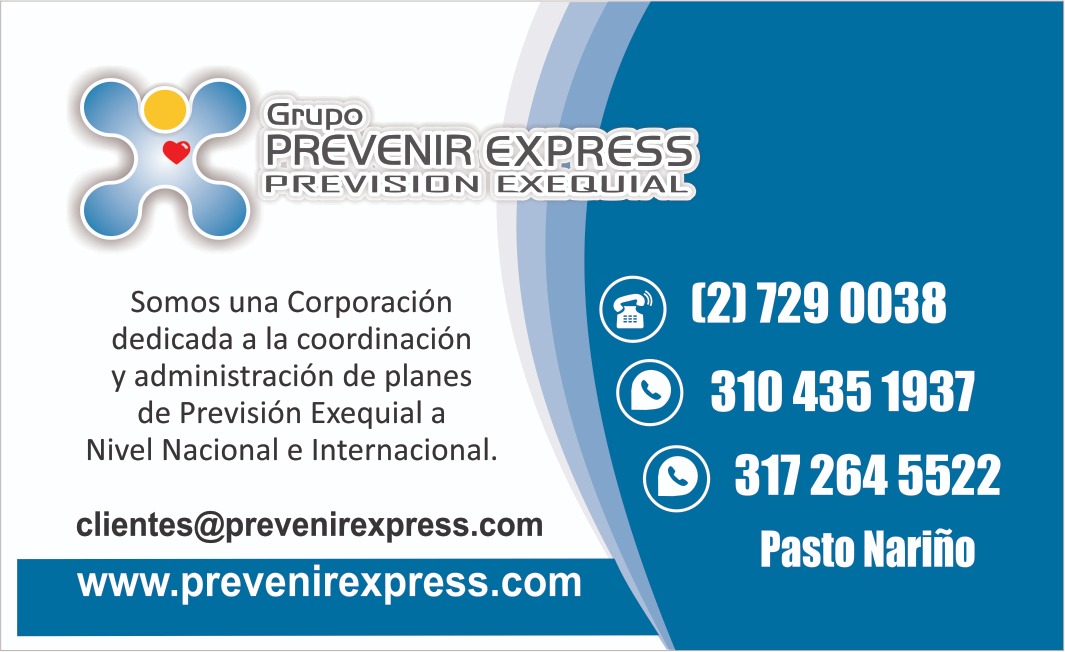 Grupo
PREVENIR EXPRESS
PREVISION EXEQUIAL
Somos una Corporación
dedicada a la coordinación
y administración de planes
de Previsión Exequial a
Nivel Nacional e Internacional.
clientes@prevenirexpress.com
www.prevenirexpress.com
(2) 729 0038
310 435 1937
317 264 5522
Pasto Nariño